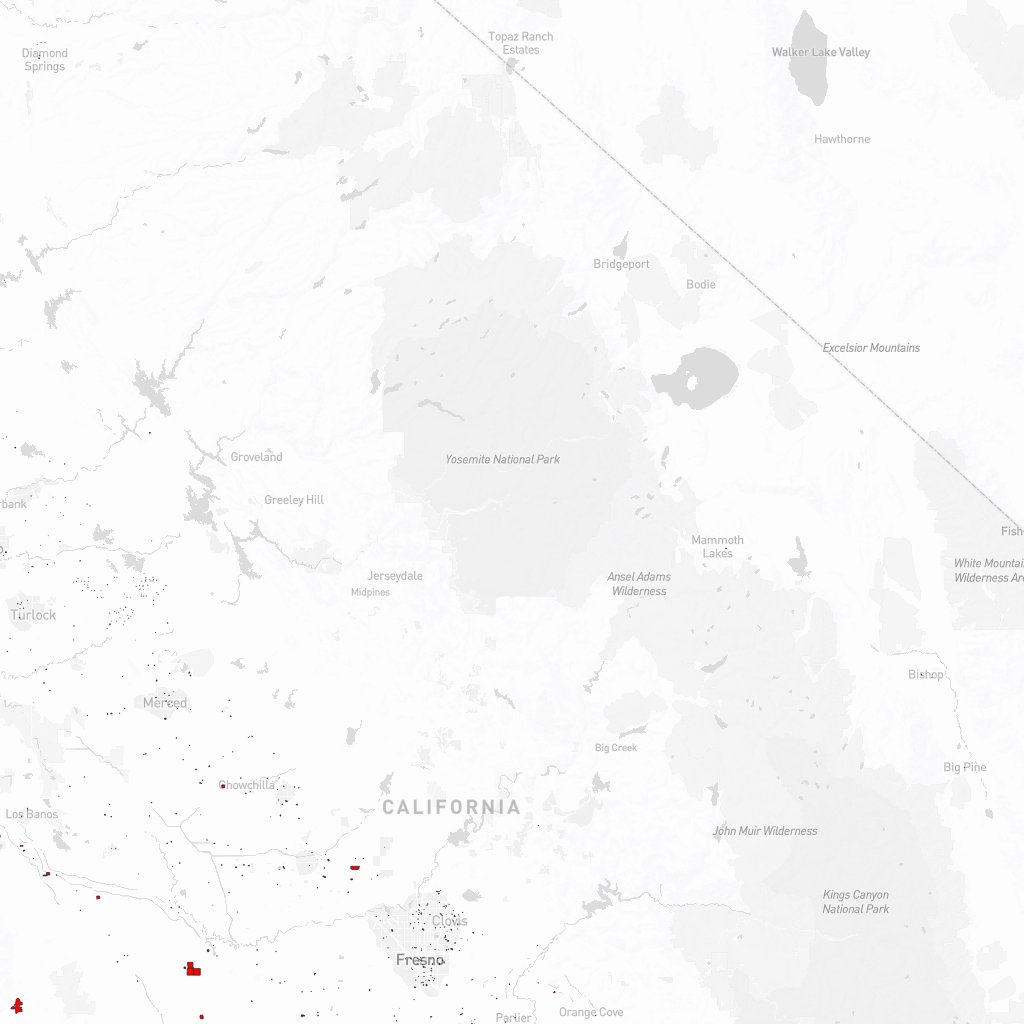 Topaz Ranch
Estates
Diamond
Springs
Walker Lake Valley
Hawthorne
Bridgeport
Bodie
Excelsior Mountains
Groveland
Yosemite National Park
Greeley Hill
rbank
Fish
Mammoth
Lakes
White Mountain
Wilderness Are
Jerseydale
Midpines
Ansel Adams
Wilderness
Turlock
Bishop
Merced
Big Creek
Big Pine
Chowchilla
CALIFORNIA
Los Banos
John Muir Wilderness
Kings Canyon
National Park
Clovis
Fresno
Parlier
Orange Cove